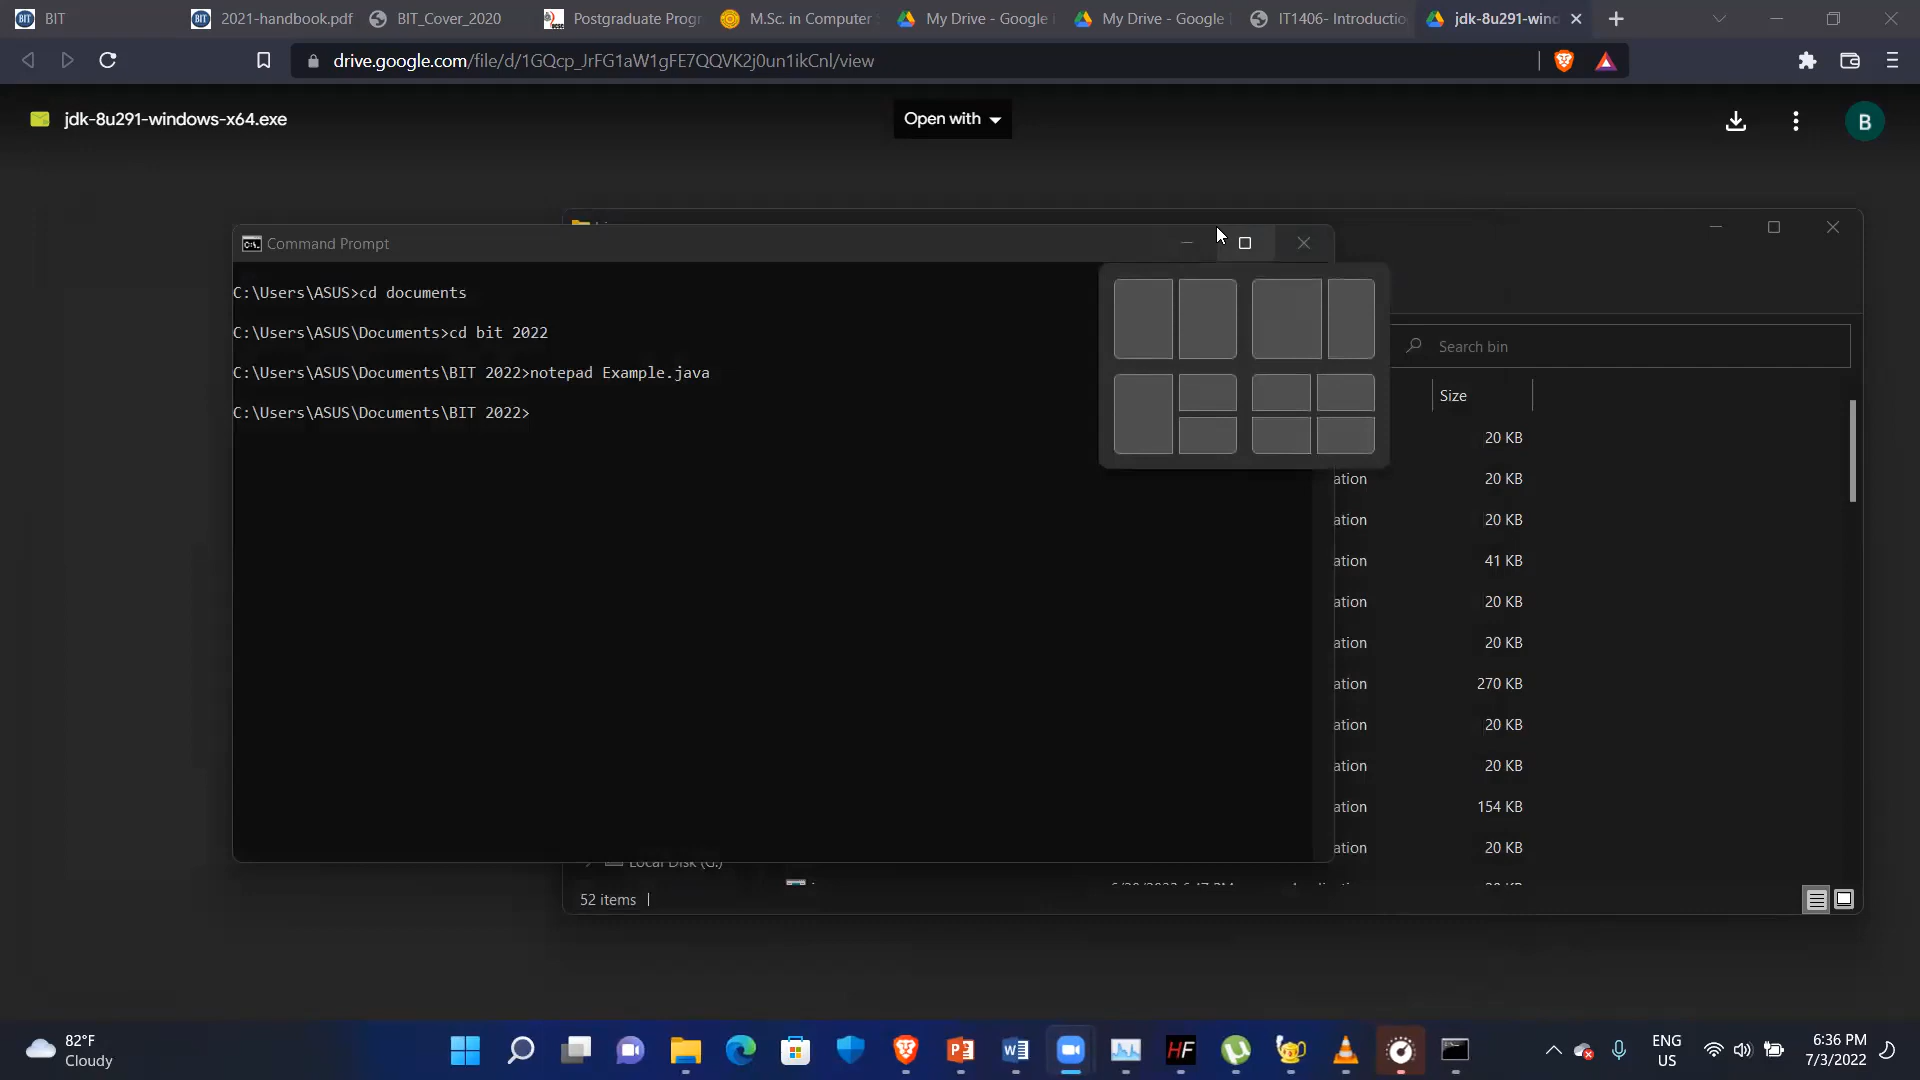 BIT
2021-handbook.pdf
BIT_Cover_2020
Postgraduate Progr
M.Sc. in Computer
My Drive - Google
My Drive - Google
IT1406- Introductio
jdk-8u291-wind
drive.google.com/file/d/1GQcp_JrFG1aW1gFE7QQVK2j0un1ikCnl/view
jdk-8u291-windows-x64.exe
Open with
B
Command Prompt
C:\Users\ASUS>cd documents
C:\Users\ASUS\Documents>cd bit 2022
C:\Users\ASUS\Documents\BIT 2022>notepad Example.java
C:\Users\ASUS\Documents\BIT 2022>
Search bin
Size
20 KB
ation 20 KB
ation 20 KB
ation 41 KB
ation 20 KB
ation 20 KB
ation 270 KB
ation 20 KB
ation 20 KB
ation 154 KB
ation 20 KB
Local Disk (G:)
52 items
82°F
Cloudy
HF
ENG
US
6:36 PM
7/3/2022